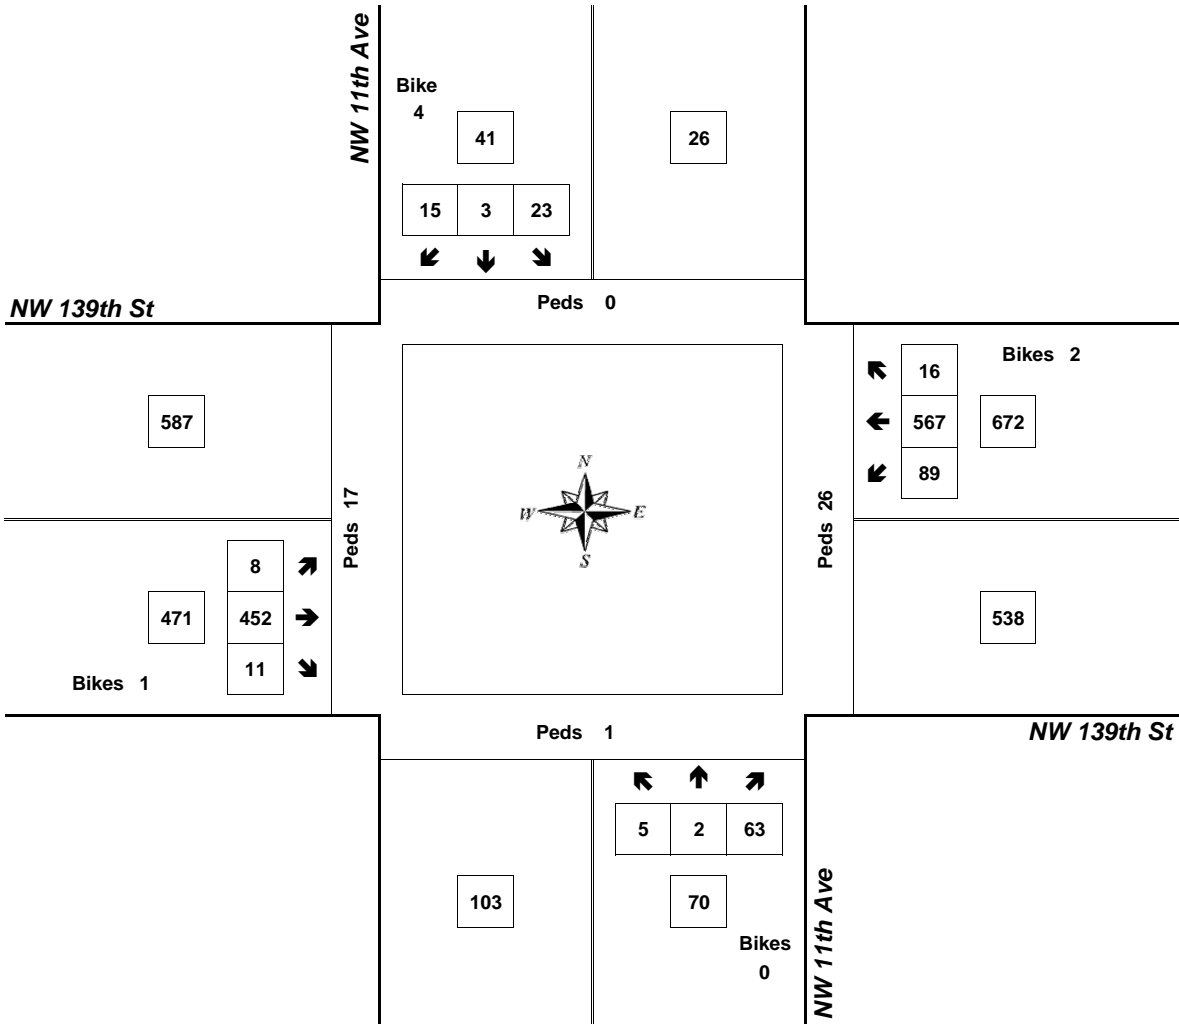 NW 11th Ave
Bike
4
41
26
15 3 23
Peds 0
NW 139th St
Bikes 2
16
587
567 672
89
N
W E
S
Peds 17
Peds 26
8
471 452
538
11
Bikes 1
Peds 1
NW 139th St
5 2 63
103
70
Bikes
0
NW 11th Ave